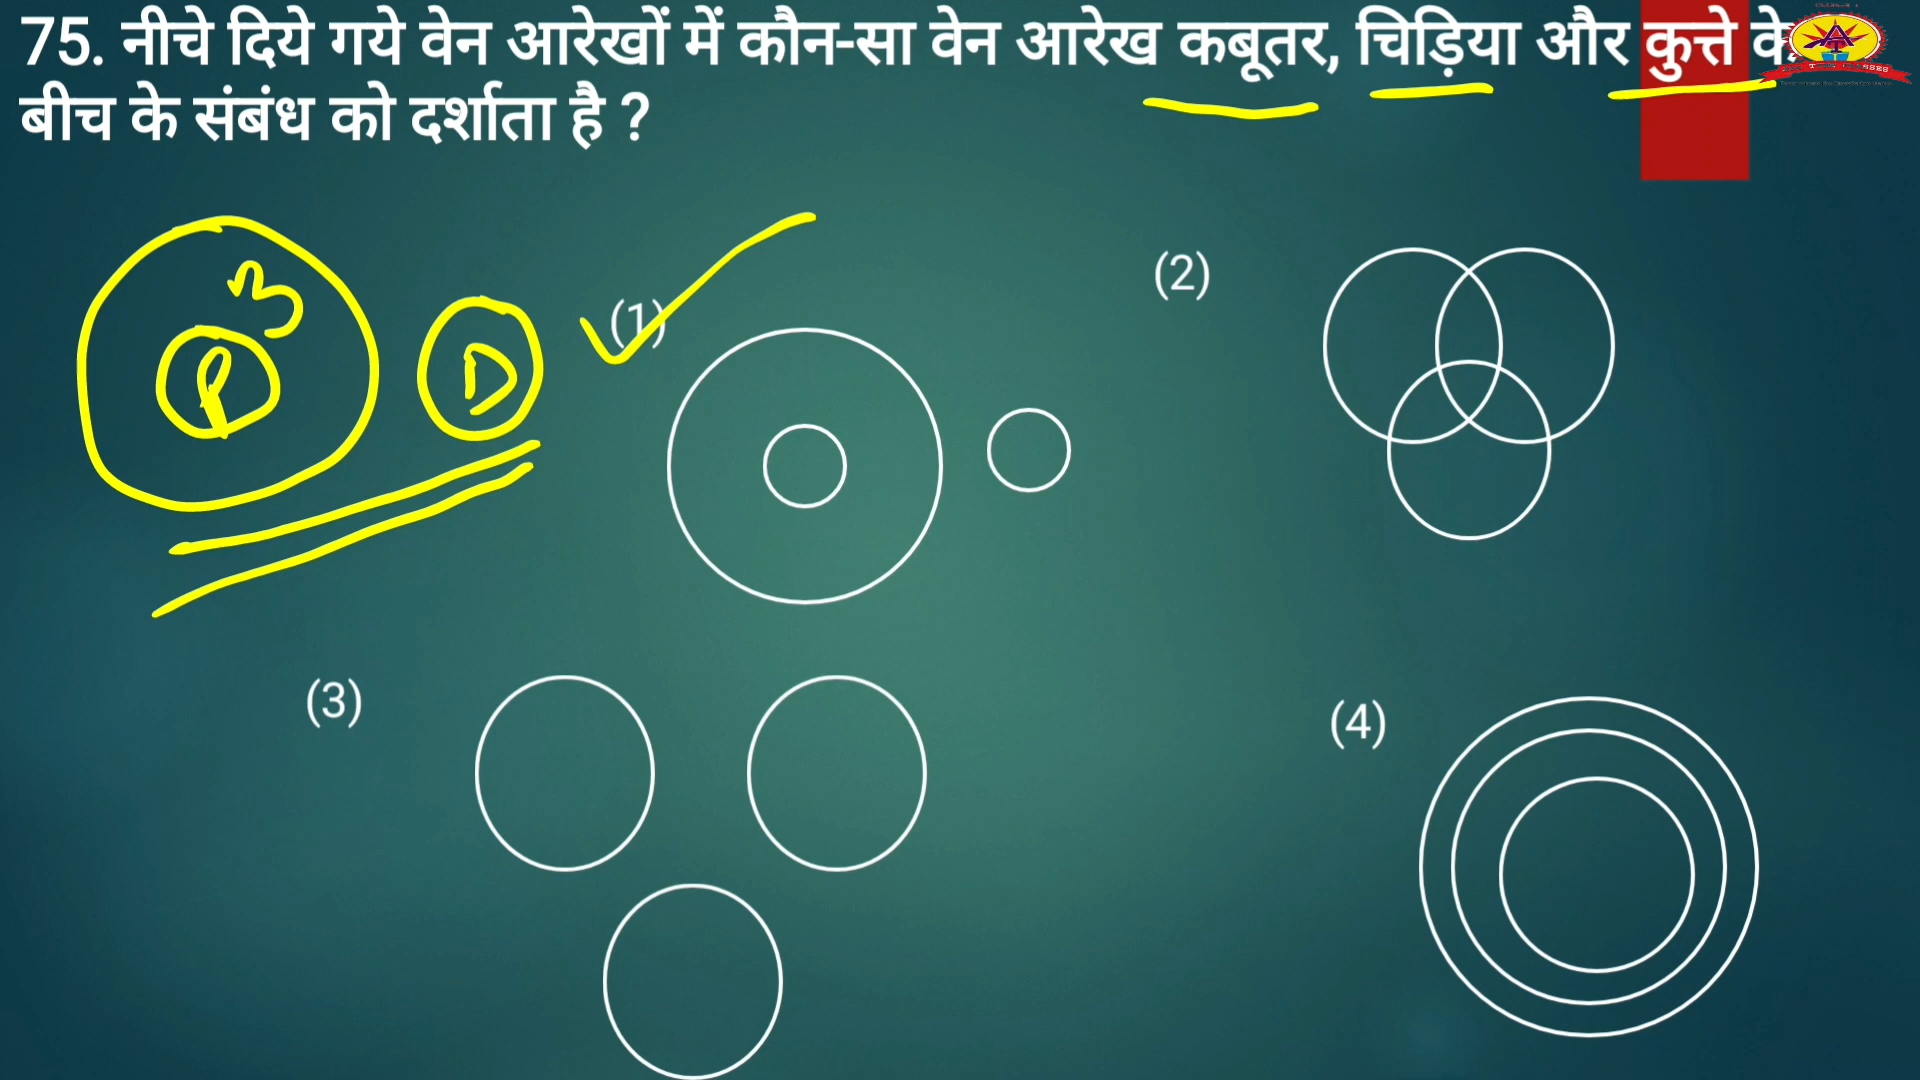 75. नीचे दिये गये वेन आरेखों में कौन-सा वेन आरेख कबूतर, चिड़िया और कुत्ते के
बीच के संबंध को दर्शाता है ?
B
P
D
(1)
(2)
(3)
(4)